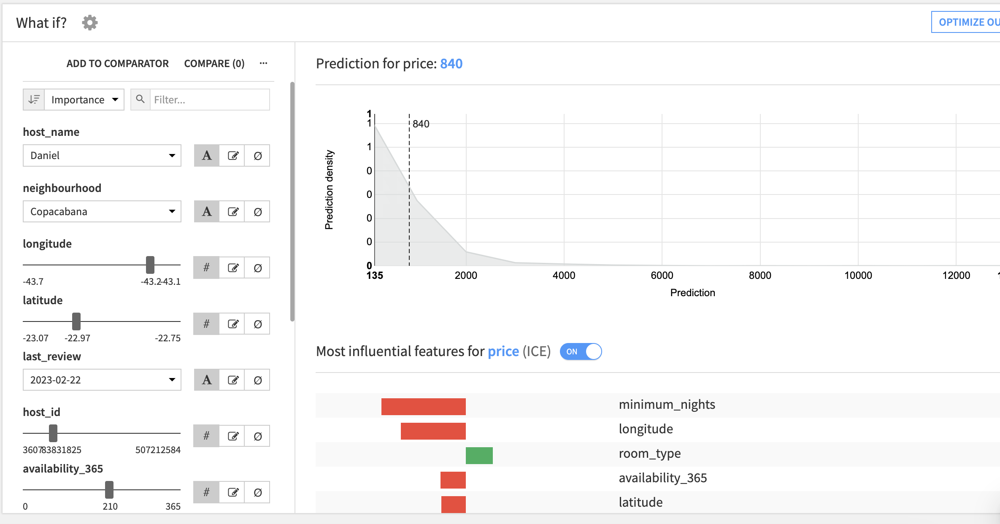 What if?
OPTIMIZE OU
ADD TO COMPARATOR COMPARE (0) ...
Importance
Filter...
host_name
Daniel
A Ø
neighbourhood
Copacabana
A Ø
longitude
# Ø
-43.7 -43.2 -43.1
latitude
# Ø
-23.07 -22.97 -22.75
last_review
2023-02-22
A Ø
host_id
# Ø
3607 83831825 507212584
availability_365
# Ø
0 210 365
Prediction for price: 840
1
1
1
0
0
0
0
0
840
Prediction density
135 2000 4000 6000 8000 10000 12000
Prediction
Most influential features for price (ICE) ON
minimum_nights
longitude
room_type
availability_365
latitude